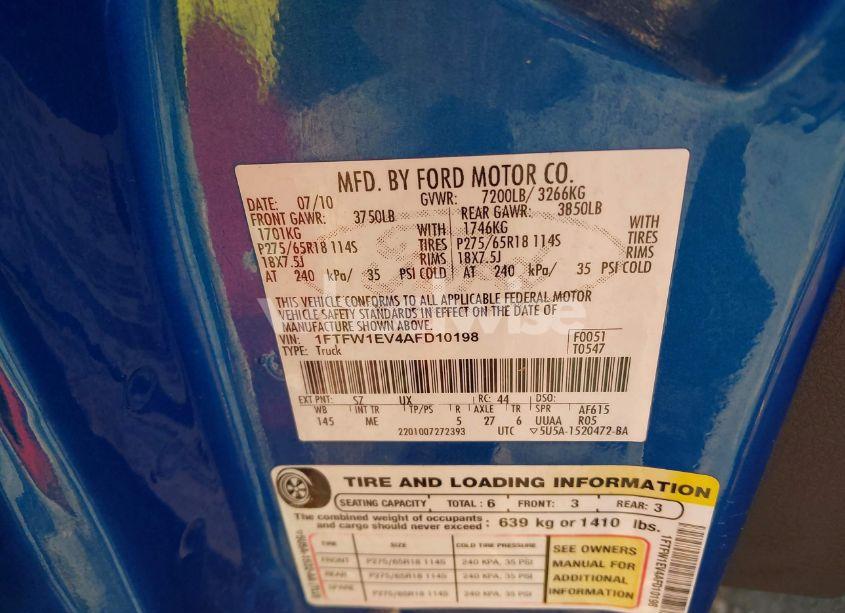 MFD. BY FORD MOTOR CO.
DATE: 07/10 GVWR: 7200LB/ 3266KG
FRONT GAWR: 3750LB REAR GAWR: 3850LB
1701KG WITH 1746KG WITH
P275/65R18 114S TIRES P275/65R18 114S TIRES
18X7.5J RIMS 18X7.5J RIMS
AT 240 kPa/ 35 PSI COLD AT 240 kPa/ 35 PSI COLD
THIS VEHICLE CONFORMS TO ALL APPLICABLE FEDERAL MOTOR
VEHICLE SAFETY STANDARDS IN EFFECT ON THE DATE OF
MANUFACTURE SHOWN ABOVE.
VIN: 1FTFW1EV4AFD10198 F0051
TYPE: Truck T0547
EXT PNT: SZ UX RC: 44 DSO:
WB INT TR TP/PS R AXLE TR SPR AF615
145 ME 5 27 6 UUAA R05
2201007272393 UTC 5U5A-1520472-BA
TIRE AND LOADING INFORMATION
SEATING CAPACITY TOTAL: 6 FRONT: 3 REAR: 3
The combined weight of occupants and cargo should never exceed: 639 kg or 1410 lbs.
TIRE SIZE COLD TIRE PRESSURE
FRONT P275/65R18 114S 240 KPA, 35 PSI
REAR P275/65R18 114S 240 KPA, 35 PSI
SPARE P275/65R18 114S 240 KPA, 35 PSI
SEE OWNERS
MANUAL FOR
ADDITIONAL
INFORMATION
1FTFW1EV4AFD10198